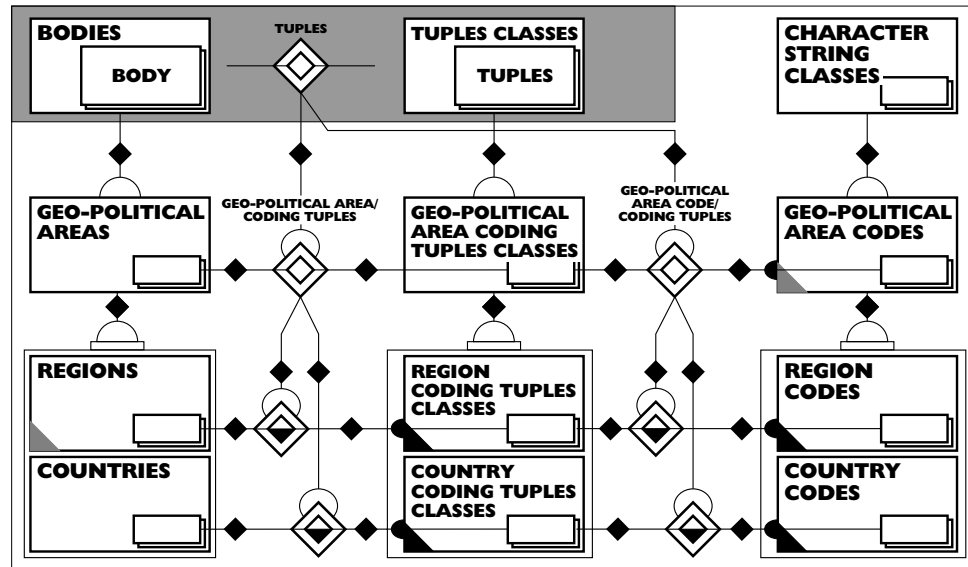 BODIES
BODY
TUPLES
TUPLES CLASSES
TUPLES
CHARACTER
STRING
CLASSES
GEO-POLITICAL
AREAS
GEO-POLITICAL AREA/
CODING TUPLES
GEO-POLITICAL
AREA CODING
TUPLES CLASSES
GEO-POLITICAL
AREA CODE/
CODING TUPLES
GEO-POLITICAL
AREA CODES
REGIONS
REGION
CODING TUPLES
CLASSES
REGION
CODES
COUNTRIES
COUNTRY
CODING TUPLES
CLASSES
COUNTRY
CODES